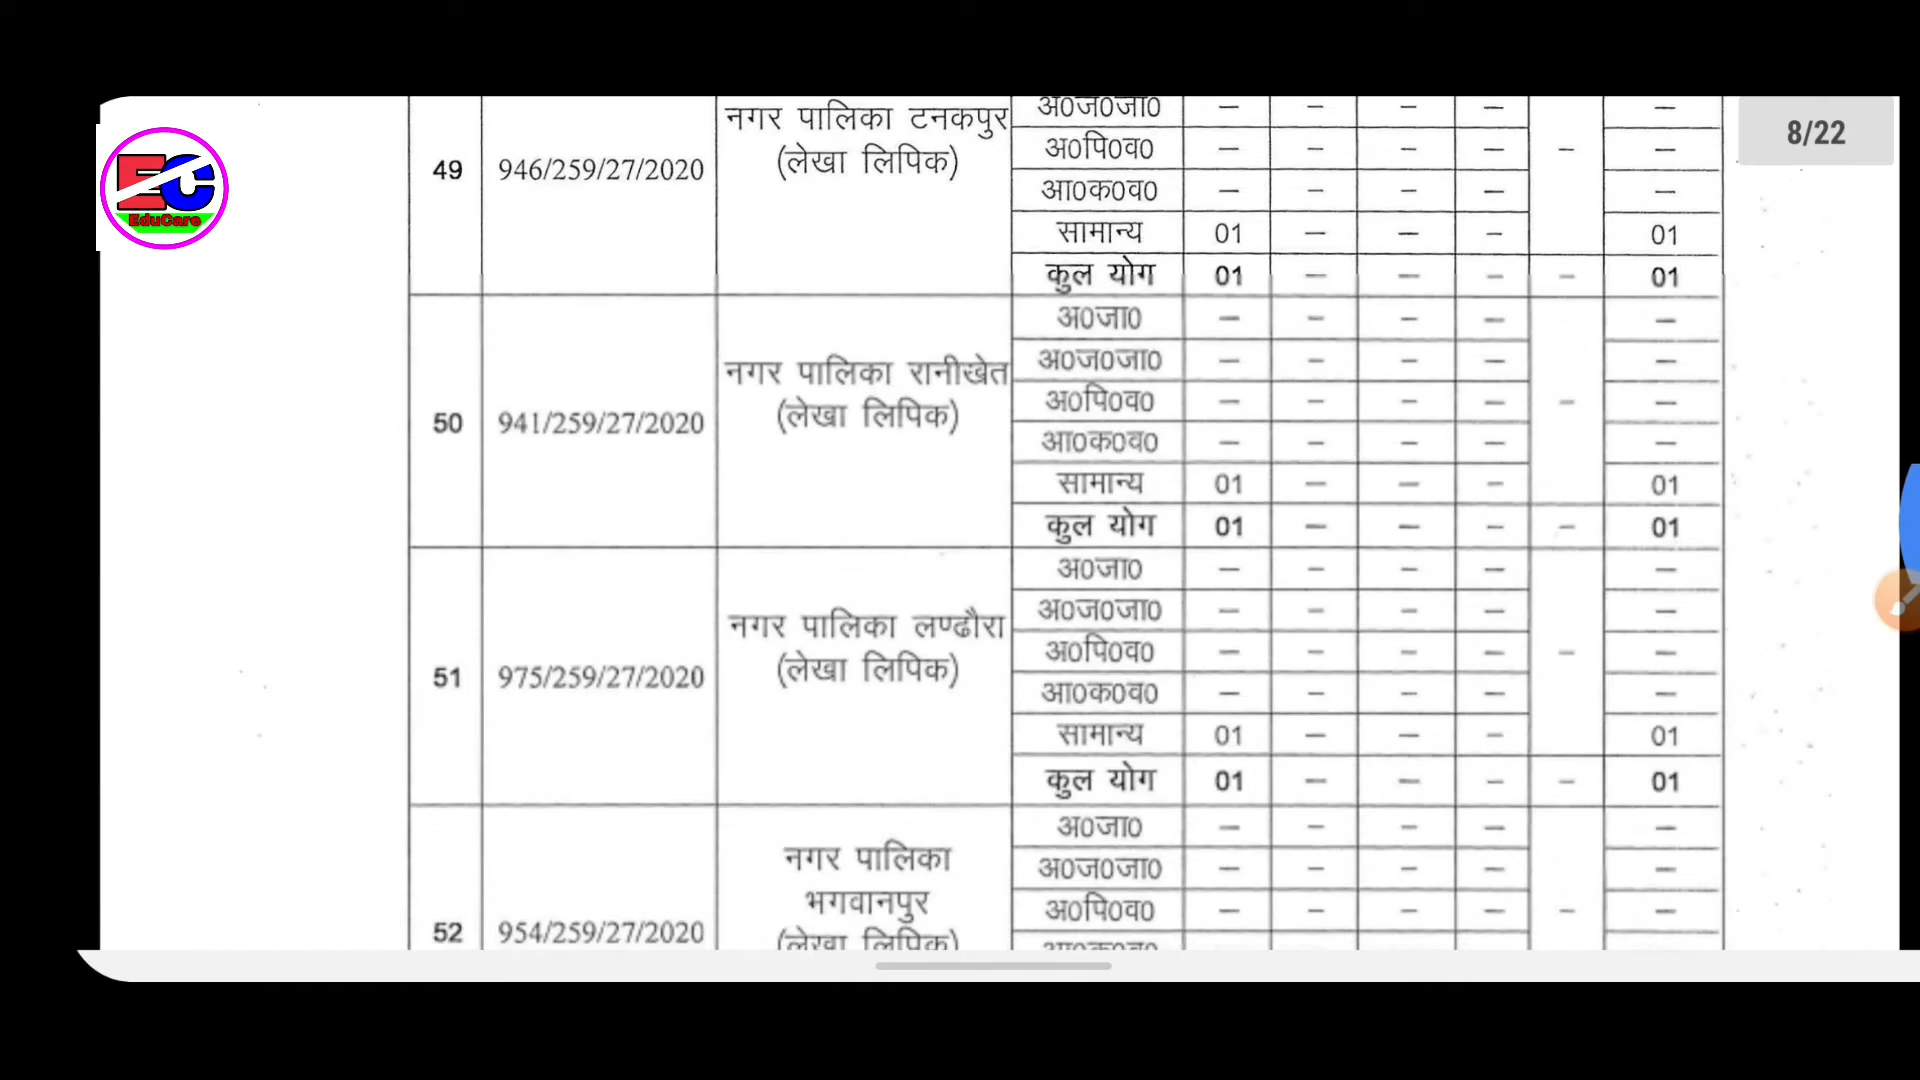 8/22
EC
EduCare
49 946/259/27/2020 नगर पालिका टनकपुर
(लेखा लिपिक)
अ0ज0जा0 – – – – –
अ0पि0व0 – – – – – –
आ0क0व0 – – – – –
सामान्य 01 – – – 01
कुल योग 01 – – – – 01
50 941/259/27/2020 नगर पालिका रानीखेत
(लेखा लिपिक)
अ0जा0 – – – – –
अ0ज0जा0 – – – – –
अ0पि0व0 – – – – – –
आ0क0व0 – – – – –
सामान्य 01 – – – 01
कुल योग 01 – – – – 01
51 975/259/27/2020 नगर पालिका लण्ढौरा
(लेखा लिपिक)
अ0जा0 – – – – –
अ0ज0जा0 – – – – –
अ0पि0व0 – – – – – –
आ0क0व0 – – – – –
सामान्य 01 – – – 01
कुल योग 01 – – – – 01
52 954/259/27/2020 नगर पालिका
भगवानपुर
(लेखा लिपिक)
अ0जा0 – – – – –
अ0ज0जा0 – – – – –
अ0पि0व0 – – – – – –
आ0क0व0